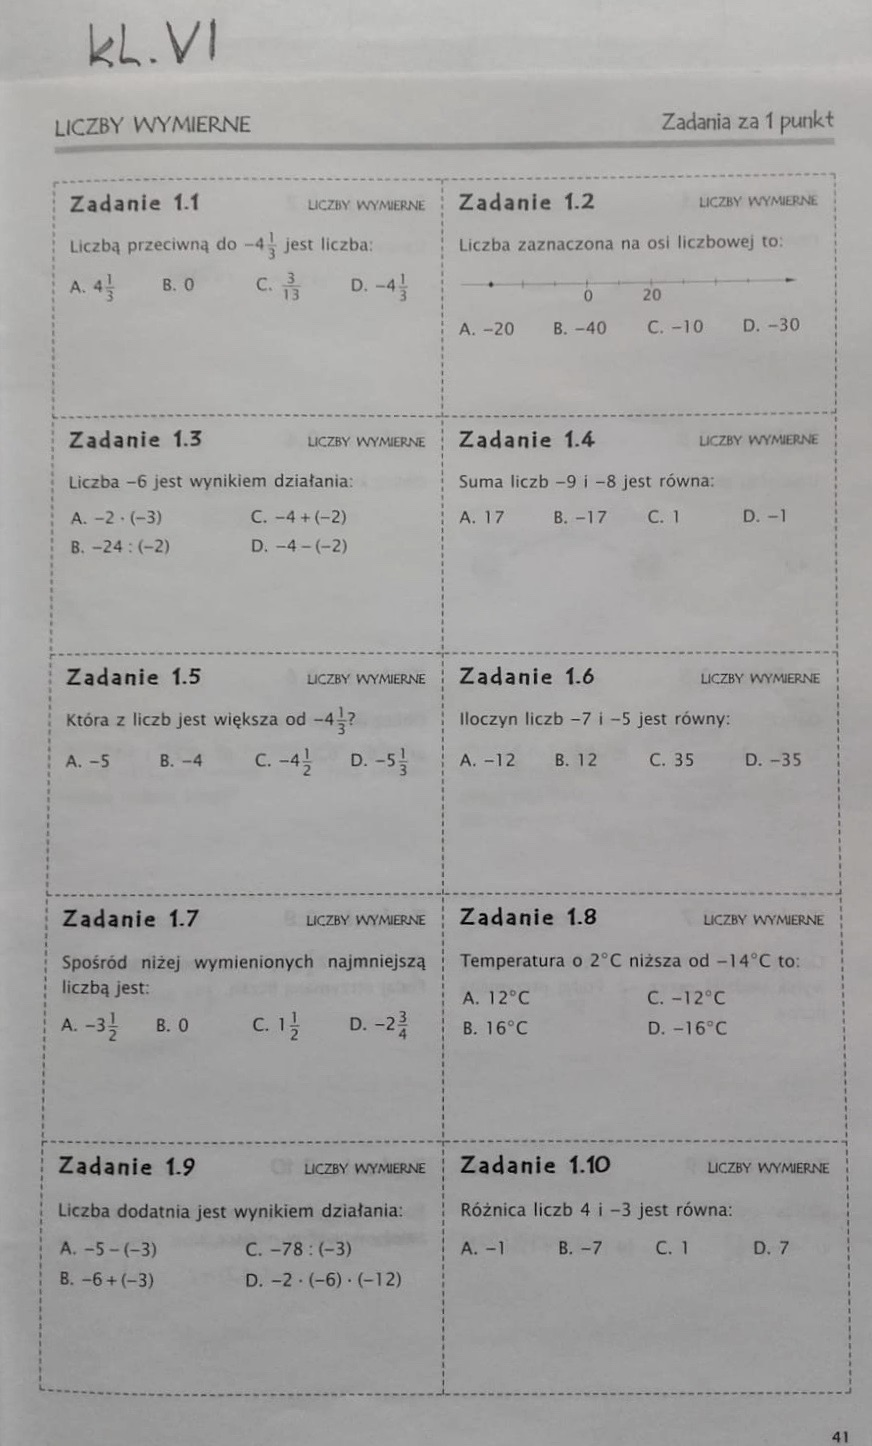 kL.VI
LICZBY WYMIERNE Zadania za 1 punkt
Zadanie 1.1 LICZBY WYMIERNE
Liczbą przeciwną do −4 1/3 jest liczba:
A. 4 1/3 B. 0 C. 3/13 D. −4 1/3
Zadanie 1.2 LICZBY WYMIERNE
Liczba zaznaczona na osi liczbowej to:
0 20
A. −20 B. −40 C. −10 D. −30
Zadanie 1.3 LICZBY WYMIERNE
Liczba −6 jest wynikiem działania:
A. −2 · (−3) C. −4 + (−2)
B. −24 : (−2) D. −4 − (−2)
Zadanie 1.4 LICZBY WYMIERNE
Suma liczb −9 i −8 jest równa:
A. 17 B. −17 C. 1 D. −1
Zadanie 1.5 LICZBY WYMIERNE
Która z liczb jest większa od −4 1/3?
A. −5 B. −4 C. −4 1/2 D. −5 1/3
Zadanie 1.6 LICZBY WYMIERNE
Iloczyn liczb −7 i −5 jest równy:
A. −12 B. 12 C. 35 D. −35
Zadanie 1.7 LICZBY WYMIERNE
Spośród niżej wymienionych najmniejszą
liczbą jest:
A. −3 1/2 B. 0 C. 1 1/2 D. −2 3/4
Zadanie 1.8 LICZBY WYMIERNE
Temperatura o 2°C niższa od −14°C to:
A. 12°C C. −12°C
B. 16°C D. −16°C
Zadanie 1.9 LICZBY WYMIERNE
Liczba dodatnia jest wynikiem działania:
A. −5 − (−3) C. −78 : (−3)
B. −6 + (−3) D. −2 · (−6) · (−12)
Zadanie 1.10 LICZBY WYMIERNE
Różnica liczb 4 i −3 jest równa:
A. −1 B. −7 C. 1 D. 7
41